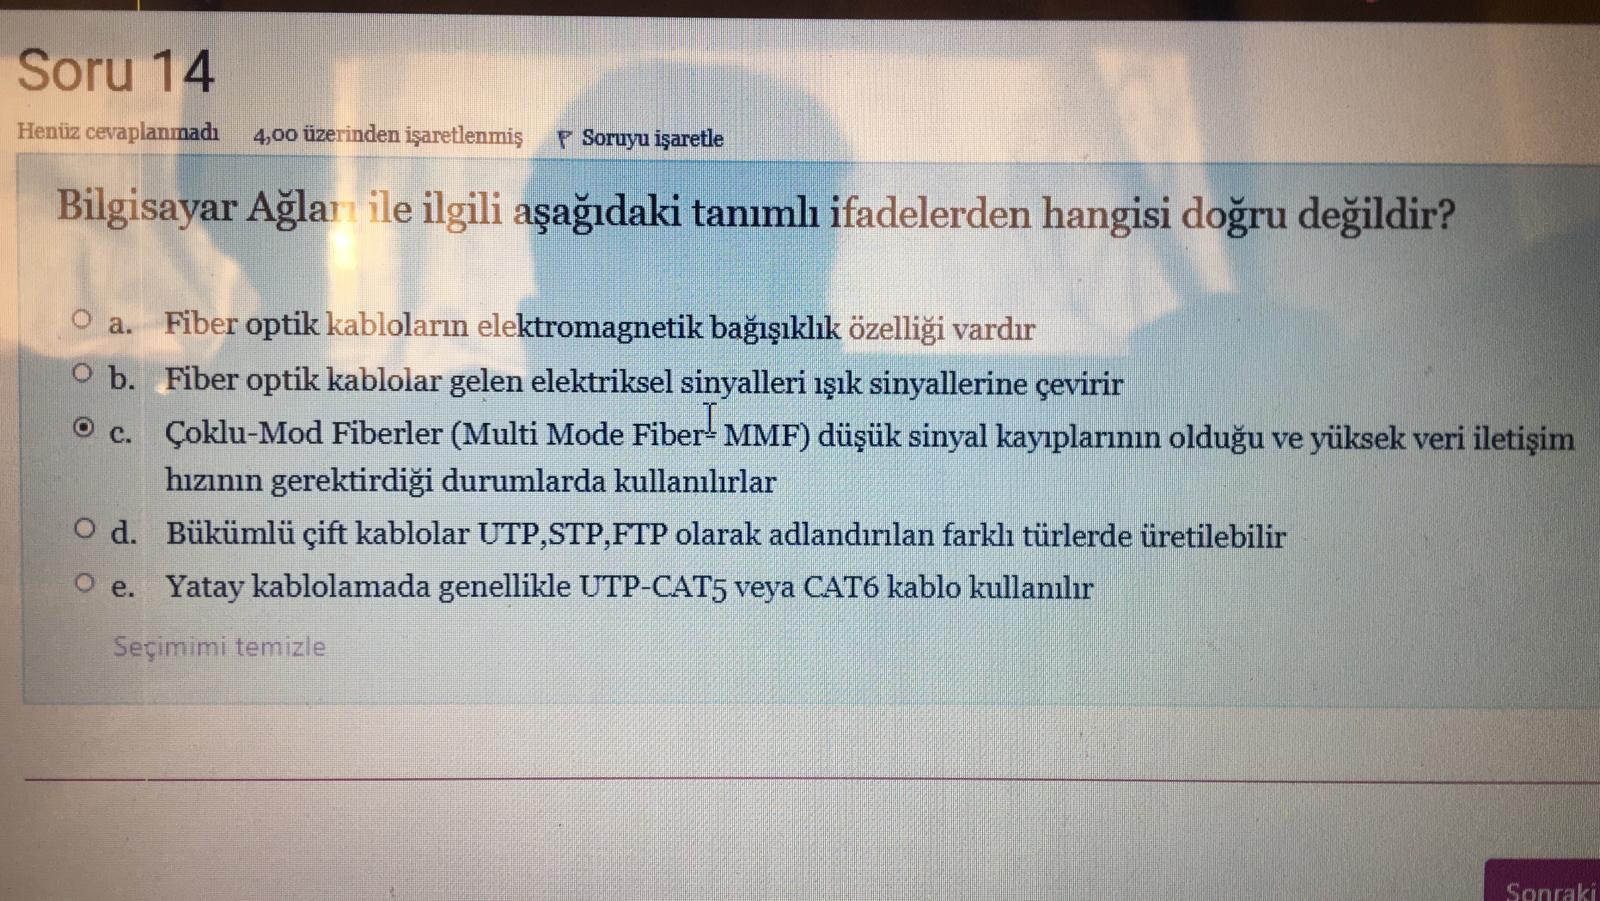 Soru 14
Henüz cevaplanmadı 4,00 üzerinden işaretlenmiş Soruyu işaretle
Bilgisayar Ağları ile ilgili aşağıdaki tanımlı ifadelerden hangisi doğru değildir?
a. Fiber optik kabloların elektromagnetik bağışıklık özelliği vardır
b. Fiber optik kablolar gelen elektriksel sinyalleri ışık sinyallerine çevirir
c. Çoklu-Mod Fiberler (Multi Mode Fiber- MMF) düşük sinyal kayıplarının olduğu ve yüksek veri iletişim
hızının gerektirdiği durumlarda kullanılırlar
d. Bükümlü çift kablolar UTP,STP,FTP olarak adlandırılan farklı türlerde üretilebilir
e. Yatay kablolamada genellikle UTP-CAT5 veya CAT6 kablo kullanılır
Seçimimi temizle
Sonraki